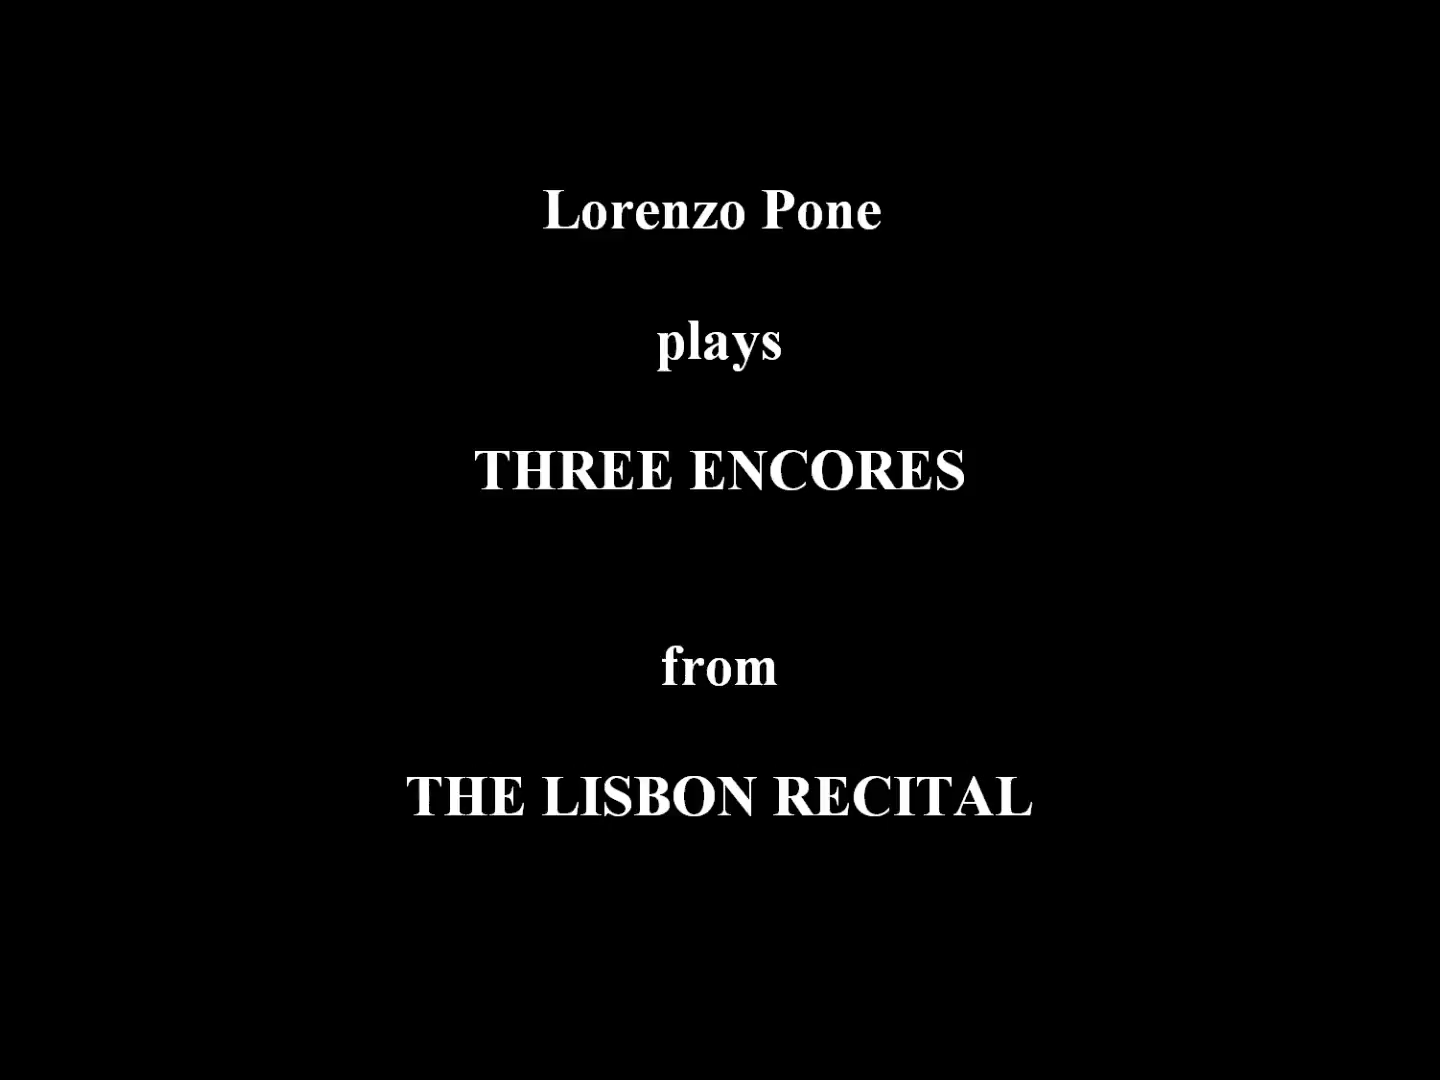 Lorenzo Pone
plays
THREE ENCORES
from
THE LISBON RECITAL